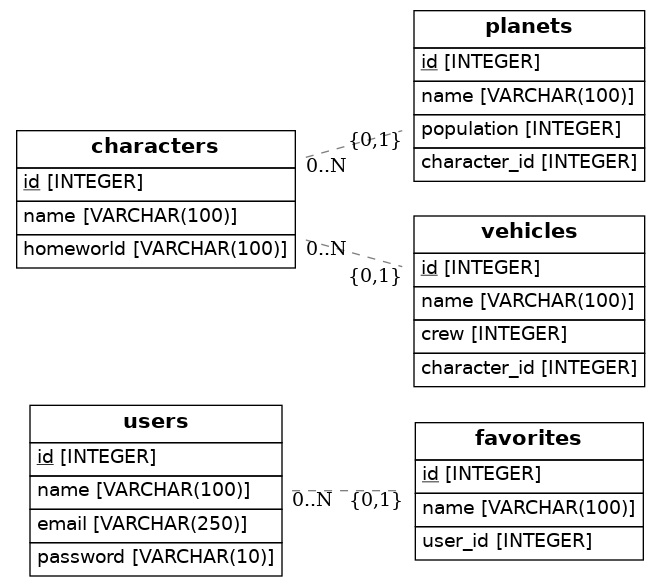 planets
id [INTEGER]
name [VARCHAR(100)]
population [INTEGER]
character_id [INTEGER]
{0,1}
0..N
characters
id [INTEGER]
name [VARCHAR(100)]
homeworld [VARCHAR(100)]
0..N
{0,1}
vehicles
id [INTEGER]
name [VARCHAR(100)]
crew [INTEGER]
character_id [INTEGER]
users
id [INTEGER]
name [VARCHAR(100)]
email [VARCHAR(250)]
password [VARCHAR(10)]
0..N {0,1}
favorites
id [INTEGER]
name [VARCHAR(100)]
user_id [INTEGER]